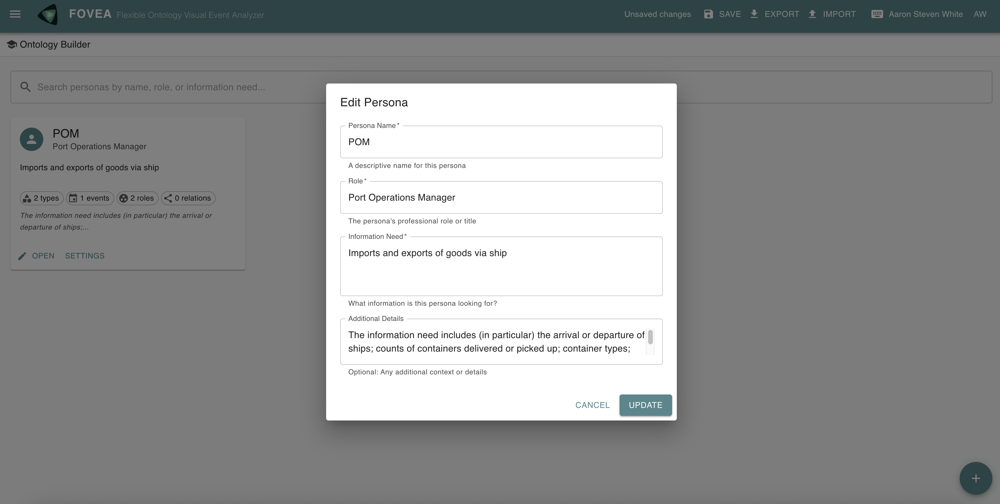 FOVEA Flexible Ontology Visual Event Analyzer
Unsaved changes SAVE EXPORT IMPORT Aaron Steven White AW
Ontology Builder
Search personas by name, role, or information need...
POM
Port Operations Manager
Imports and exports of goods via ship
2 types 1 events 2 roles 0 relations
The information need includes (in particular) the arrival or
departure of ships;...
OPEN SETTINGS
Edit Persona
Persona Name *
POM
A descriptive name for this persona
Role *
Port Operations Manager
The persona's professional role or title
Information Need *
Imports and exports of goods via ship
What information is this persona looking for?
Additional Details
The information need includes (in particular) the arrival or departure of
ships; counts of containers delivered or picked up; container types;
Optional: Any additional context or details
CANCEL UPDATE